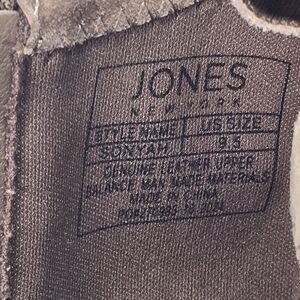 JONES
NEW YORK
STYLE NAME US SIZE
SONYAH 9.5
GENUINE LEATHER UPPER
BALANCE MAN MADE MATERIALS
MADE IN CHINA